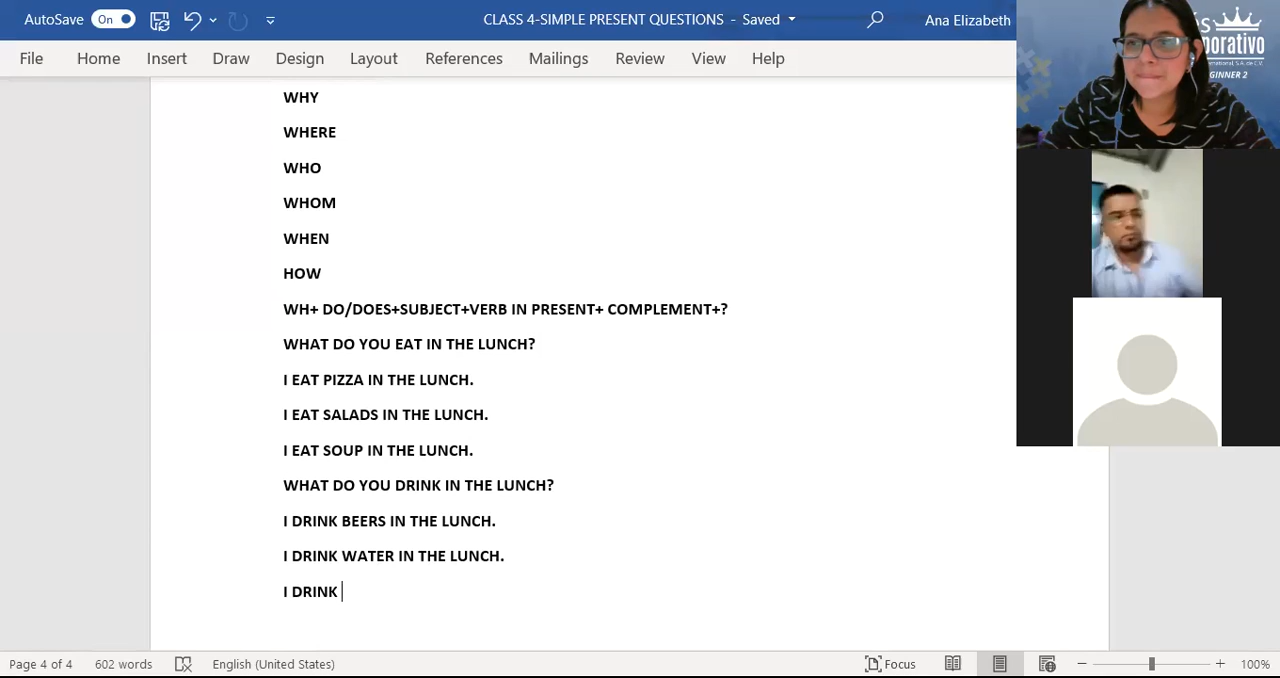 AutoSave On CLASS 4-SIMPLE PRESENT QUESTIONS - Saved Ana Elizabeth
File Home Insert Draw Design Layout References Mailings Review View Help
WHY
WHERE
WHO
WHOM
WHEN
HOW
WH+ DO/DOES+SUBJECT+VERB IN PRESENT+ COMPLEMENT+?
WHAT DO YOU EAT IN THE LUNCH?
I EAT PIZZA IN THE LUNCH.
I EAT SALADS IN THE LUNCH.
I EAT SOUP IN THE LUNCH.
WHAT DO YOU DRINK IN THE LUNCH?
I DRINK BEERS IN THE LUNCH.
I DRINK WATER IN THE LUNCH.
I DRINK
Page 4 of 4 602 words English (United States) Focus 100%